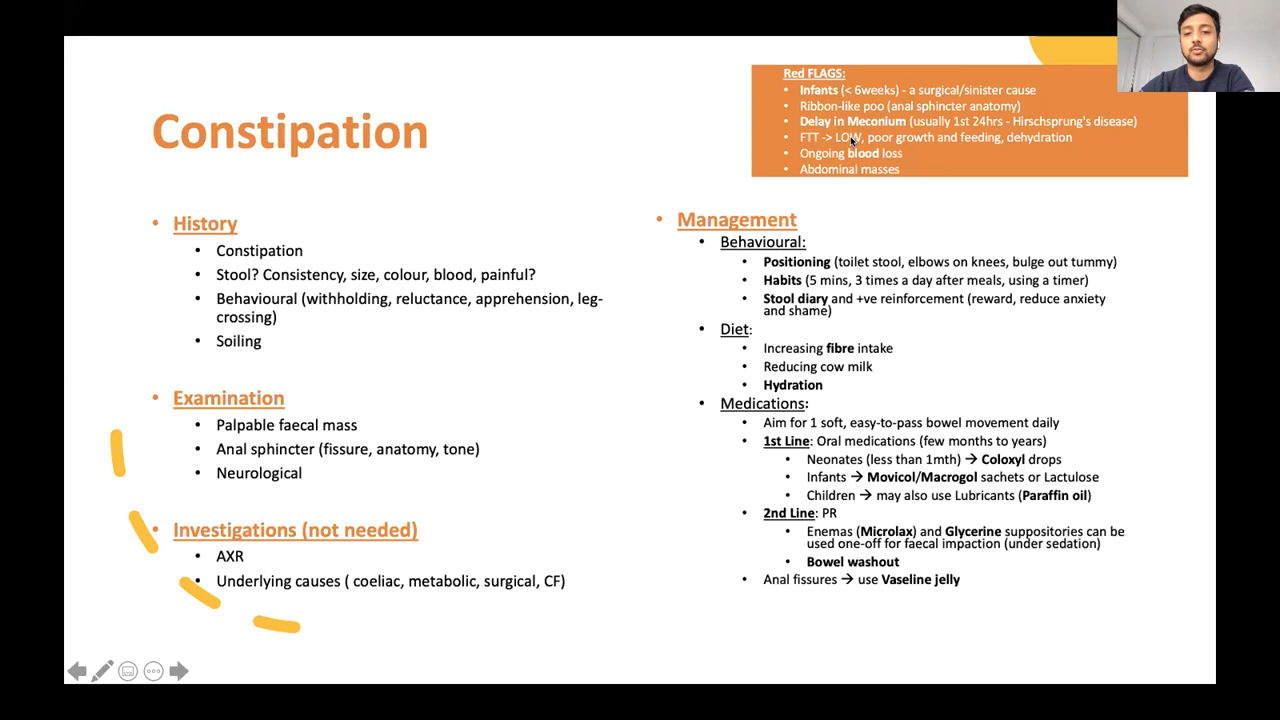 Constipation
Red FLAGS:
• Infants (< 6weeks) - a surgical/sinister cause
• Ribbon-like poo (anal sphincter anatomy)
• Delay in Meconium (usually 1st 24hrs - Hirschsprung's disease)
• FTT -> LOW, poor growth and feeding, dehydration
• Ongoing blood loss
• Abdominal masses
• History
• Constipation
• Stool? Consistency, size, colour, blood, painful?
• Behavioural (withholding, reluctance, apprehension, leg-
crossing)
• Soiling
• Examination
• Palpable faecal mass
• Anal sphincter (fissure, anatomy, tone)
• Neurological
• Investigations (not needed)
• AXR
• Underlying causes ( coeliac, metabolic, surgical, CF)
• Management
• Behavioural:
• Positioning (toilet stool, elbows on knees, bulge out tummy)
• Habits (5 mins, 3 times a day after meals, using a timer)
• Stool diary and +ve reinforcement (reward, reduce anxiety
and shame)
• Diet:
• Increasing fibre intake
• Reducing cow milk
• Hydration
• Medications:
• Aim for 1 soft, easy-to-pass bowel movement daily
• 1st Line: Oral medications (few months to years)
• Neonates (less than 1mth) → Coloxyl drops
• Infants → Movicol/Macrogol sachets or Lactulose
• Children → may also use Lubricants (Paraffin oil)
• 2nd Line: PR
• Enemas (Microlax) and Glycerine suppositories can be
used one-off for faecal impaction (under sedation)
• Bowel washout
• Anal fissures → use Vaseline jelly